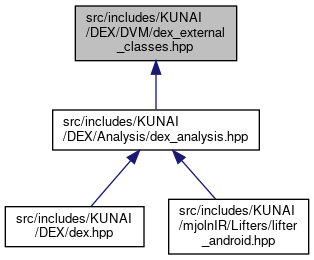 src/includes/KUNAI
/DEX/DVM/dex_external
_classes.hpp
src/includes/KUNAI
/DEX/Analysis/dex_analysis.hpp
src/includes/KUNAI
/DEX/dex.hpp
src/includes/KUNAI
/mjolnIR/Lifters/lifter
_android.hpp